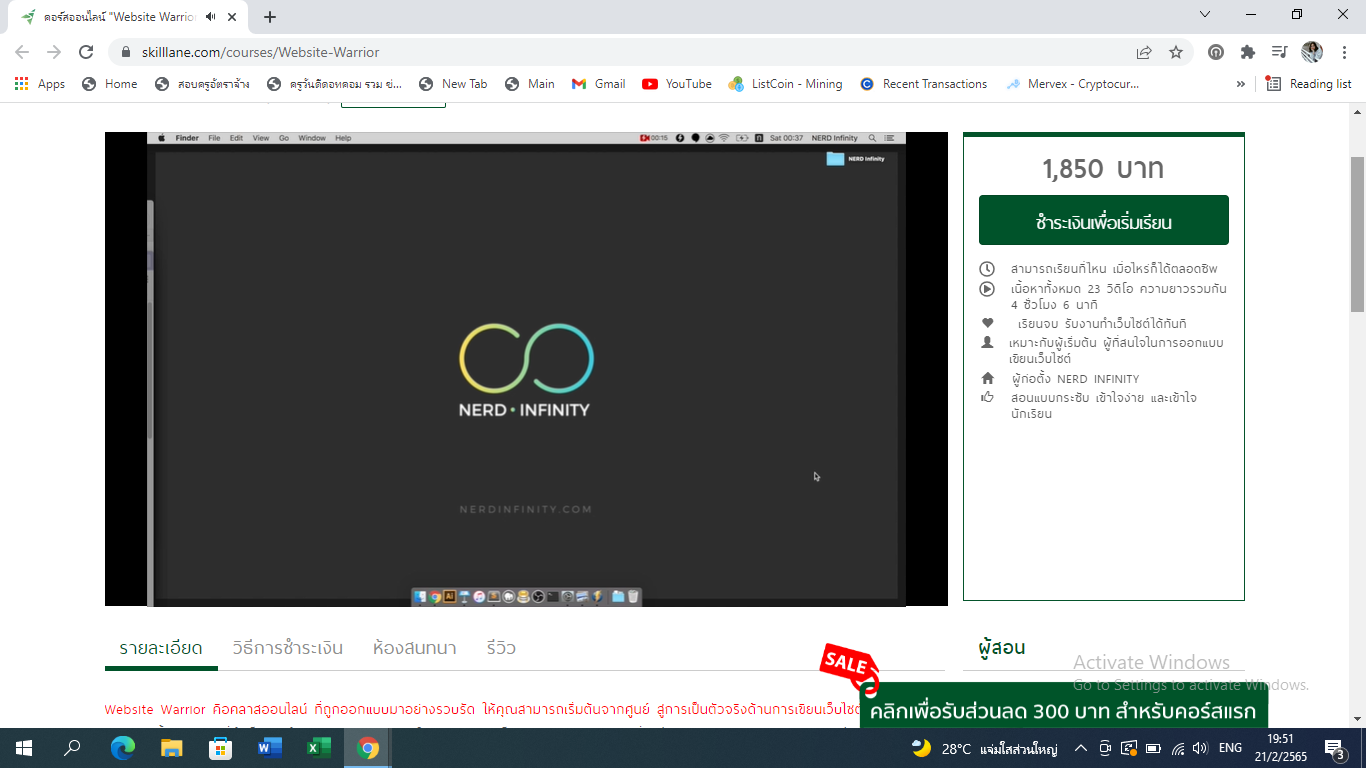 คอร์สออนไลน์ "Website Warrio
skilllane.com/courses/Website-Warrior
Apps
Home
สอบครูอัตราจ้าง
ครูวันดีดอทคอม รวม ข่...
New Tab
Main
Gmail
YouTube
ListCoin - Mining
Recent Transactions
Mervex - Cryptocur...
»
Reading list
Finder File Edit View Go Window Help
00:15
Sat 00:37 NERD Infinity
NERD Infinity
NERD • INFINITY
NERDINFINITY.COM
1,850 บาท
ชำระเงินเพื่อเริ่มเรียน
สามารถเรียนที่ไหน เมื่อไหร่ก็ได้ตลอดชีพ
เนื้อหาทั้งหมด 23 วิดีโอ ความยาวรวมกัน
4 ชั่วโมง 6 นาที
เรียนจบ รับงานทำเว็บไซต์ได้ทันที
เหมาะกับผู้เริ่มต้น ผู้ที่สนใจในการออกแบบ
เขียนเว็บไซต์
ผู้ก่อตั้ง NERD INFINITY
สอนแบบกระชับ เข้าใจง่าย และเข้าใจ
นักเรียน
รายละเอียด วิธีการชำระเงิน ห้องสนทนา รีวิว
ผู้สอน
SALE
Activate Windows
Go to Settings to activate Windows.
Website Warrior คือคลาสออนไลน์ ที่ถูกออกแบบมาอย่างรวบรัด ให้คุณสามารถเริ่มต้นจากศูนย์ สู่การเป็นตัวจริงด้านการเขียนเว็บไซต์
คลิกเพื่อรับส่วนลด 300 บาท สำหรับคอร์สแรก
28°C แจ่มใสส่วนใหญ่
ENG
19:51
21/2/2565
3